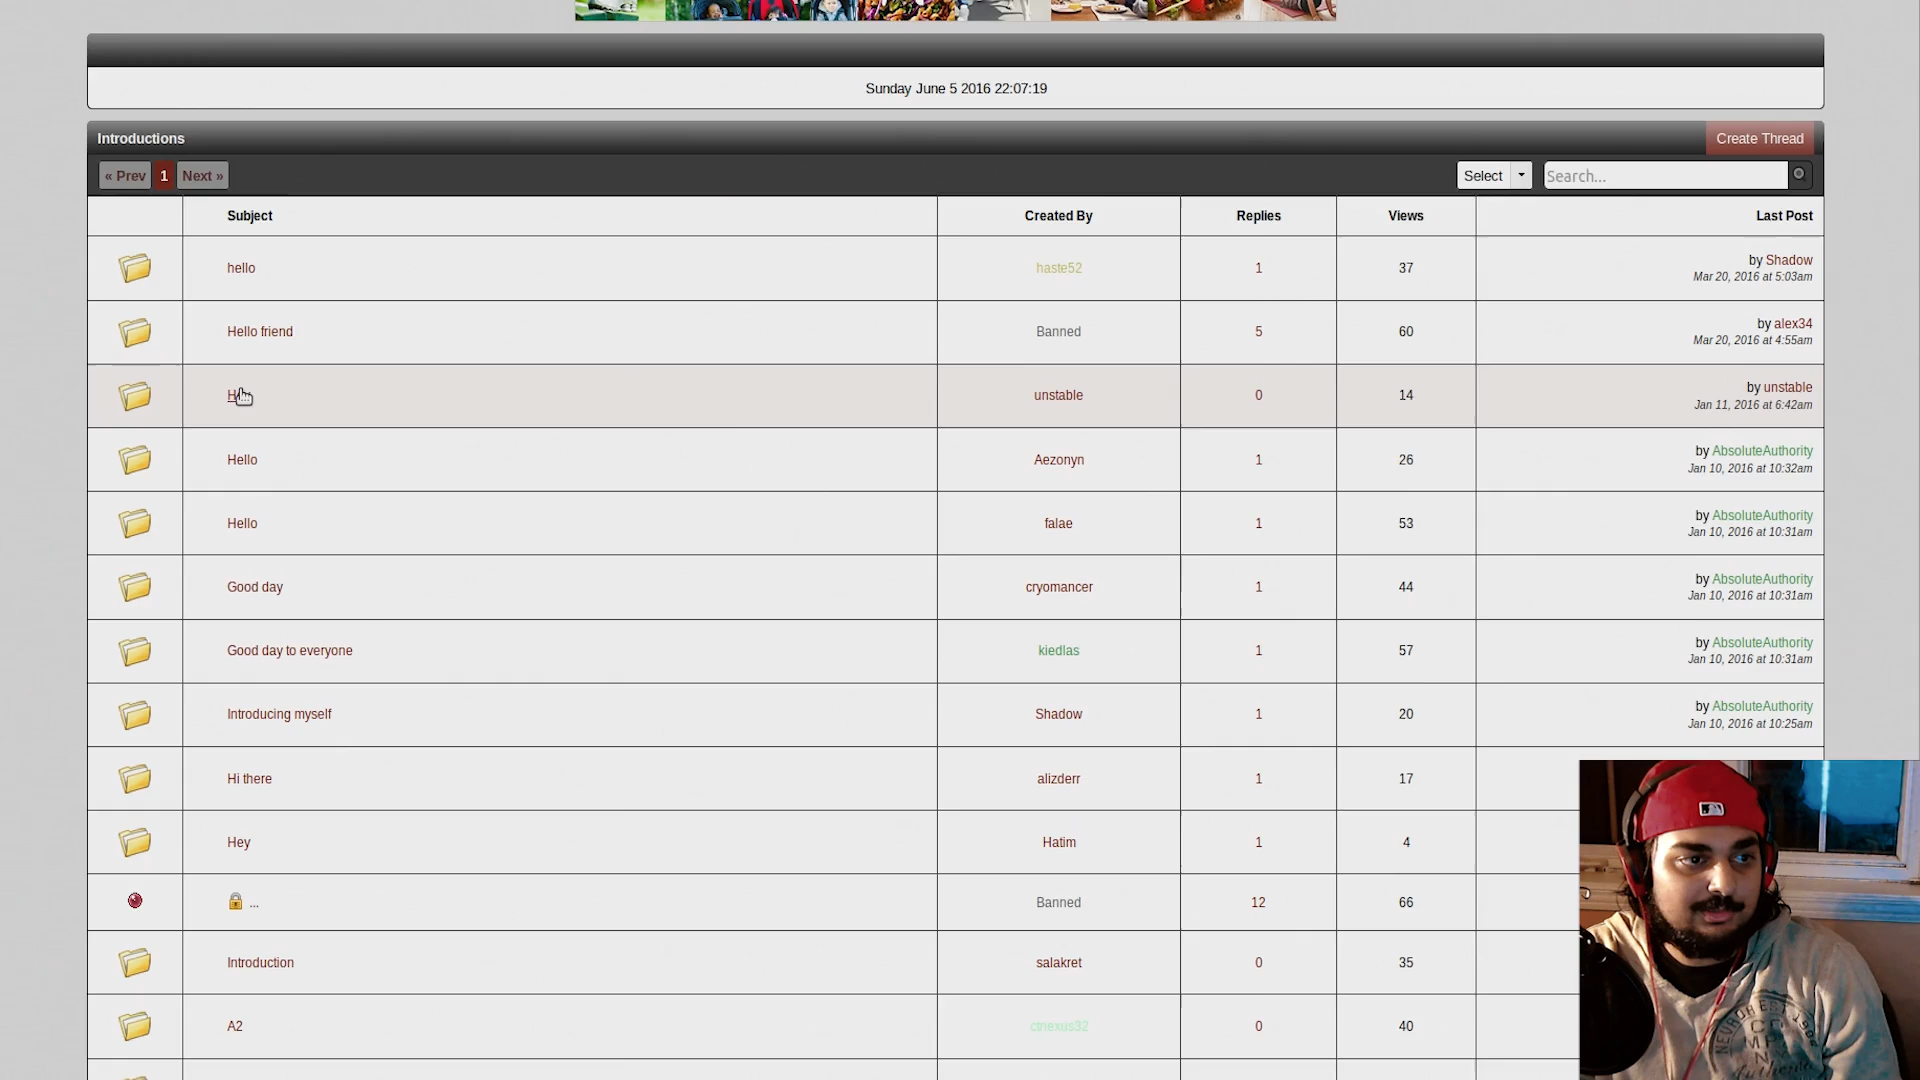 Sunday June 5 2016 22:07:19
Introductions
Create Thread
« Prev 1 Next »
Select
Search...
Subject Created By Replies Views Last Post
hello haste52 1 37 by Shadow
Mar 20, 2016 at 5:03am
Hello friend Banned 5 60 by alex34
Mar 20, 2016 at 4:55am
unstable 0 14 by unstable
Jan 11, 2016 at 6:42am
Hello Aezonyn 1 26 by AbsoluteAuthority
Jan 10, 2016 at 10:32am
Hello falae 1 53 by AbsoluteAuthority
Jan 10, 2016 at 10:31am
Good day cryomancer 1 44 by AbsoluteAuthority
Jan 10, 2016 at 10:31am
Good day to everyone kiedlas 1 57 by AbsoluteAuthority
Jan 10, 2016 at 10:31am
Introducing myself Shadow 1 20 by AbsoluteAuthority
Jan 10, 2016 at 10:25am
Hi there alizderr 1 17
Hey Hatim 1 4
... Banned 12 66
Introduction salakret 0 35
A2 ctnexus32 0 40